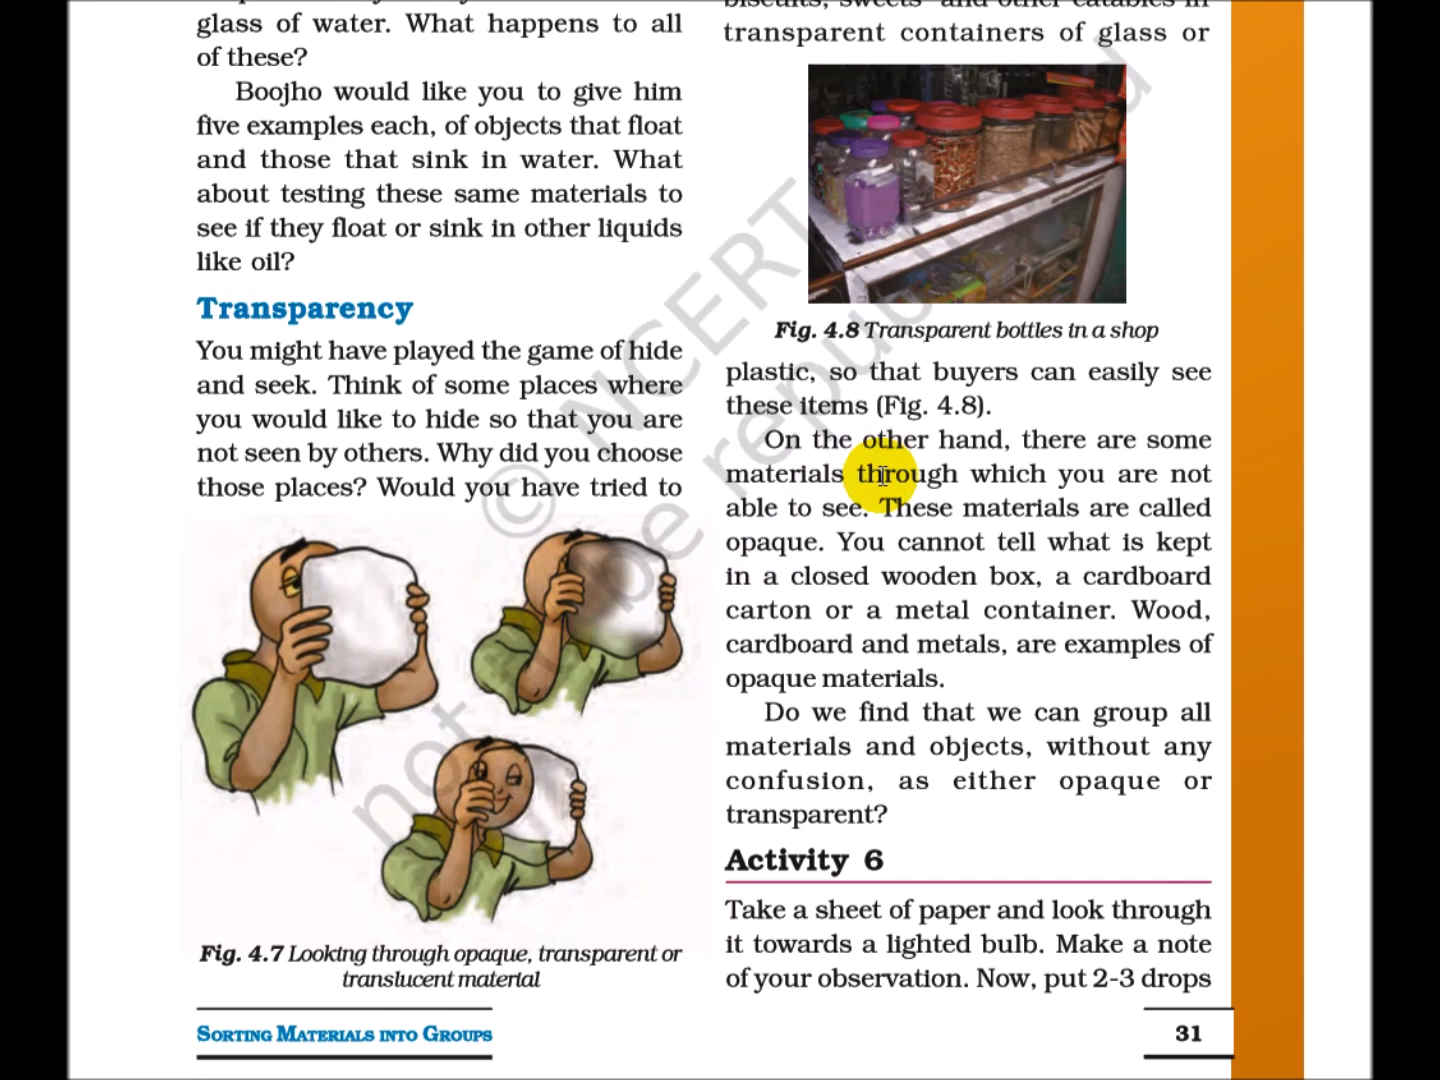 glass of water. What happens to all
of these?
Boojho would like you to give him
five examples each, of objects that float
and those that sink in water. What
about testing these same materials to
see if they float or sink in other liquids
like oil?
Transparency
You might have played the game of hide
and seek. Think of some places where
you would like to hide so that you are
not seen by others. Why did you choose
those places? Would you have tried to
Fig. 4.7 Looking through opaque, transparent or
translucent material
SORTING MATERIALS INTO GROUPS
biscuits, sweets and other eatables in
transparent containers of glass or
Fig. 4.8 Transparent bottles in a shop
plastic, so that buyers can easily see
these items (Fig. 4.8).
On the other hand, there are some
materials through which you are not
able to see. These materials are called
opaque. You cannot tell what is kept
in a closed wooden box, a cardboard
carton or a metal container. Wood,
cardboard and metals, are examples of
opaque materials.
Do we find that we can group all
materials and objects, without any
confusion, as either opaque or
transparent?
Activity 6
Take a sheet of paper and look through
it towards a lighted bulb. Make a note
of your observation. Now, put 2-3 drops
31
© NCERT
not be republished